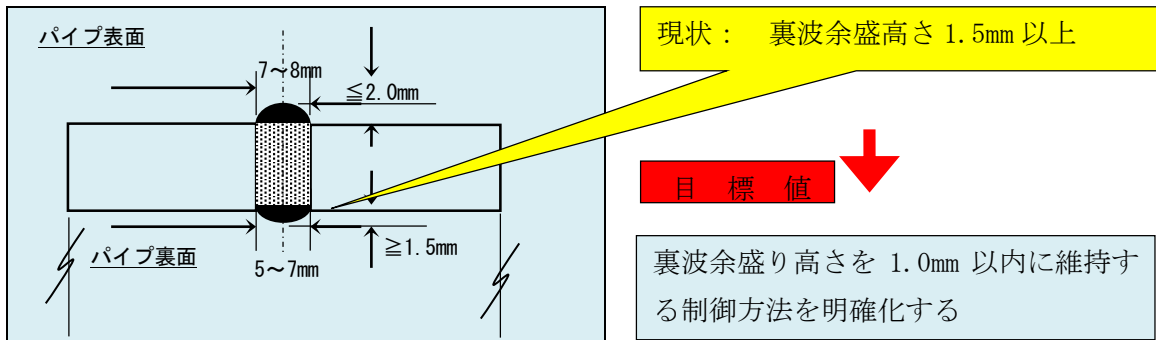 パイプ表面
7～8mm
≦2.0mm
パイプ裏面
≧1.5mm
5～7mm
現状： 裏波余盛高さ 1.5mm 以上
目 標 値
裏波余盛り高さを 1.0mm 以内に維持す
る制御方法を明確化する